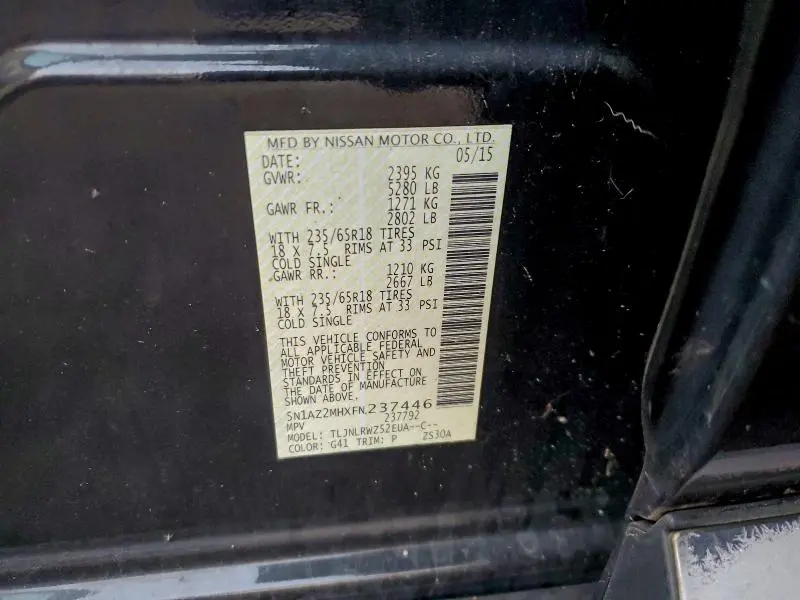 MFD BY NISSAN MOTOR CO., LTD.
DATE: 05/15
GVWR: 2395 KG
5280 LB
GAWR FR.: 1271 KG
2802 LB
WITH 235/65R18 TIRES
18 X 7.5 RIMS AT 33 PSI
COLD SINGLE
GAWR RR.: 1210 KG
2667 LB
WITH 235/65R18 TIRES
18 X 7.5 RIMS AT 33 PSI
COLD SINGLE
THIS VEHICLE CONFORMS TO
ALL APPLICABLE FEDERAL
MOTOR VEHICLE SAFETY AND
THEFT PREVENTION
STANDARDS IN EFFECT ON
THE DATE OF MANUFACTURE
SHOWN ABOVE.
5N1AZ2MHXFN237446
MPV 237792
MODEL: TLJNLRWZ52EUA--C--
COLOR: G41 TRIM: P ZS30A